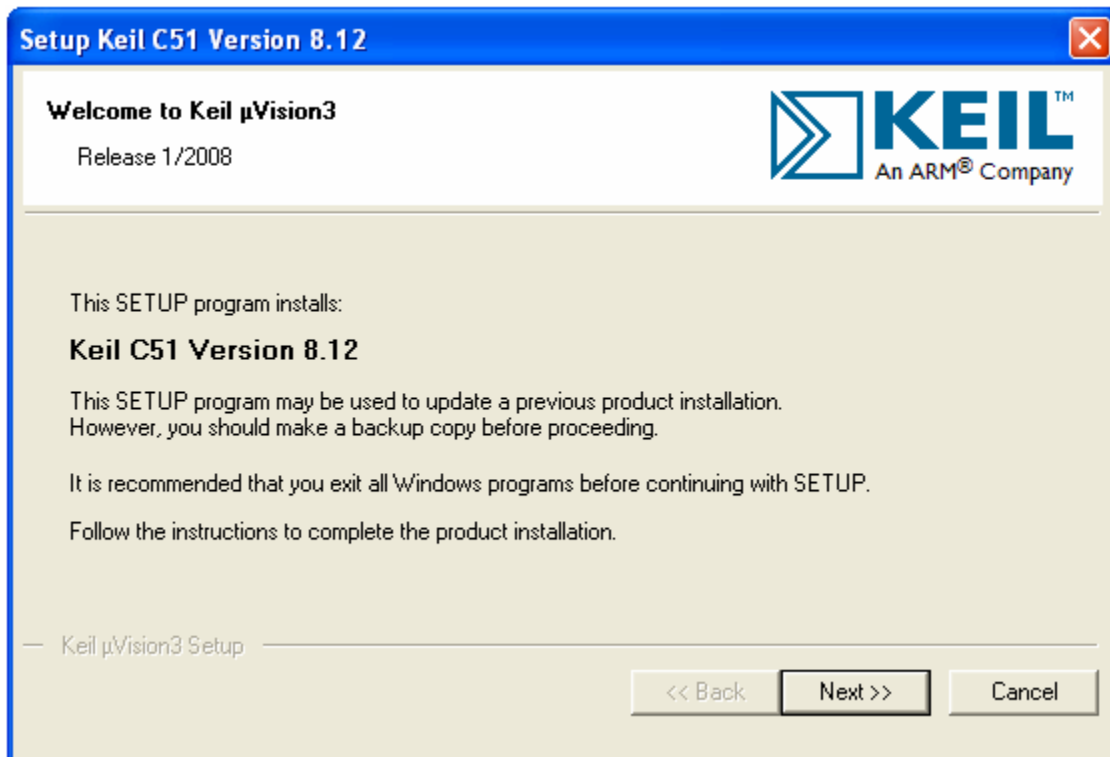 Setup Keil C51 Version 8.12
Welcome to Keil µVision3
Release 1/2008
KEIL™
An ARM® Company
This SETUP program installs:
Keil C51 Version 8.12
This SETUP program may be used to update a previous product installation.
However, you should make a backup copy before proceeding.
It is recommended that you exit all Windows programs before continuing with SETUP.
Follow the instructions to complete the product installation.
Keil µVision3 Setup
<< Back Next >> Cancel